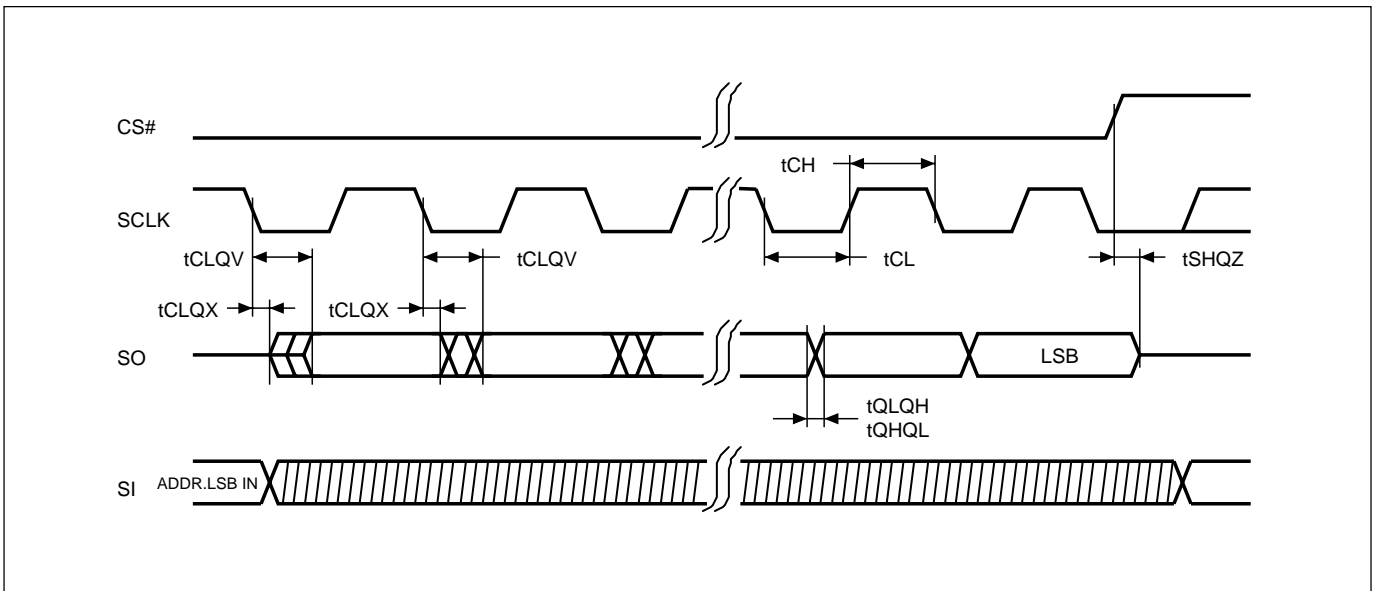 CS#
tCH
SCLK
tCLQV
tCLQV
tCL
tSHQZ
tCLQX
tCLQX
SO
LSB
tQLQH
tQHQL
SI
ADDR.LSB IN